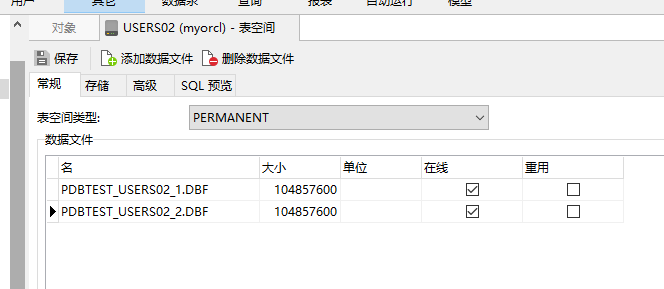 用户 其它 数据泵 查询 报表 自动运行 模型
对象 USERS02 (myorcl) - 表空间
保存 添加数据文件 删除数据文件
常规 存储 高级 SQL 预览
表空间类型: PERMANENT
数据文件
名 大小 单位 在线 重用
PDBTEST_USERS02_1.DBF 104857600
PDBTEST_USERS02_2.DBF 104857600